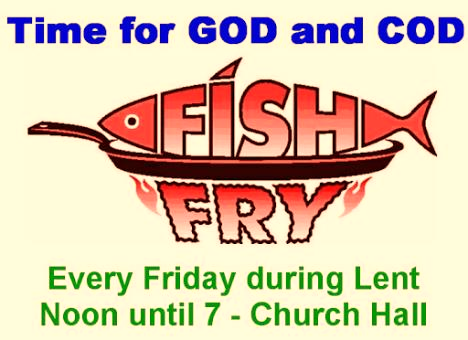 Time for GOD and COD
FISH
FRY
Every Friday during Lent
Noon until 7 - Church Hall